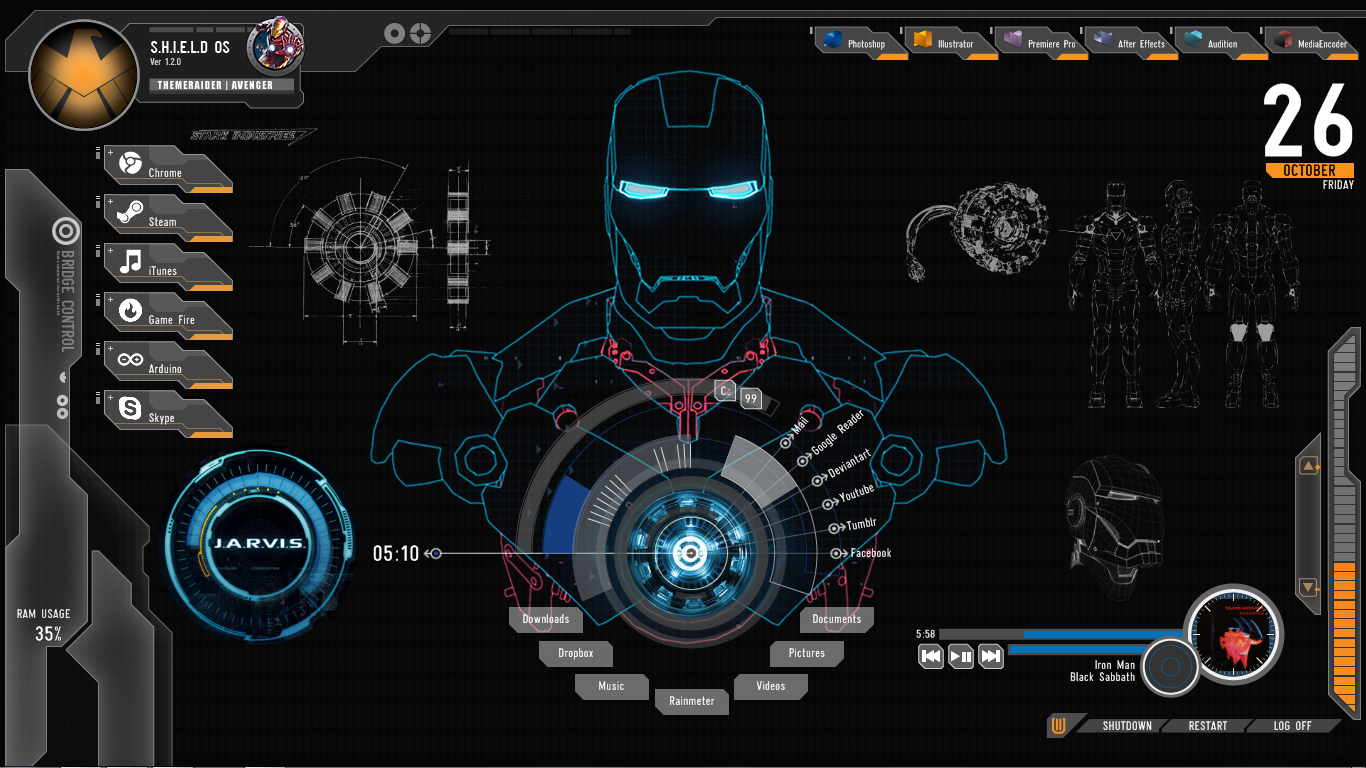 S.H.I.E.L.D OS
Ver 1.2.0
THEMERAIDER | AVENGER
Photoshop
Illustrator
Premiere Pro
After Effects
Audition
MediaEncoder
26
OCTOBER
FRIDAY
STARK INDUSTRIES
Chrome
Steam
iTunes
Game Fire
Arduino
Skype
BRIDGE CONTROL
C:
99
Mail
Google Reader
Deviantart
Youtube
Tumblr
Facebook
J.A.R.V.I.S.
05:10
RAM USAGE
35%
Downloads
Documents
Dropbox
Pictures
Music
Videos
Rainmeter
5:58
Iron Man
Black Sabbath
SHUTDOWN
RESTART
LOG OFF